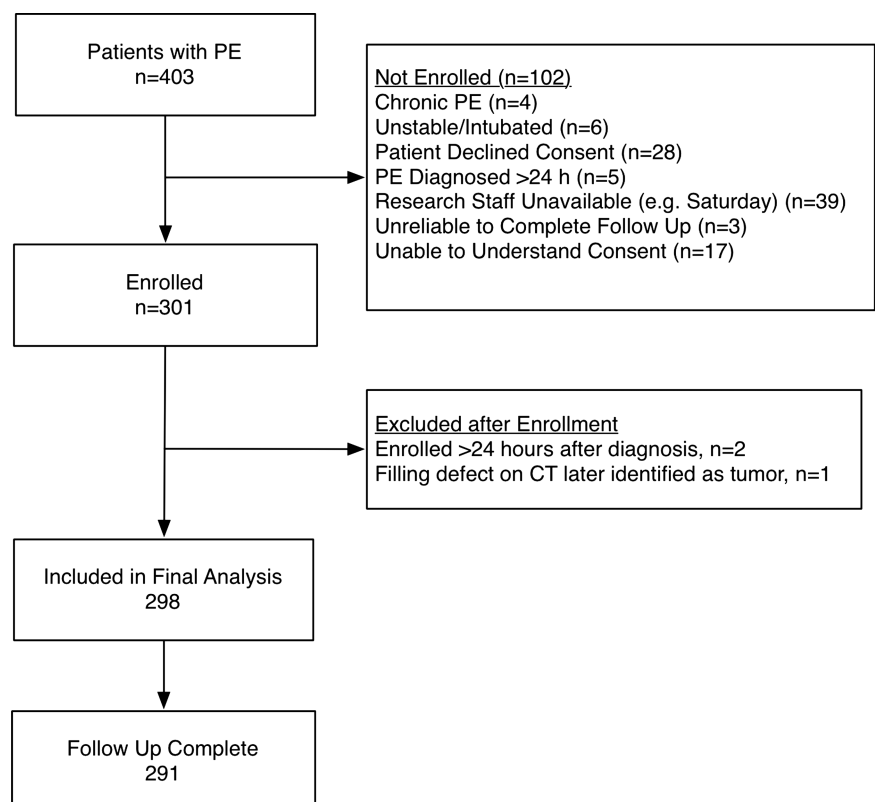 Patients with PE
n=403
Not Enrolled (n=102)
Chronic PE (n=4)
Unstable/Intubated (n=6)
Patient Declined Consent (n=28)
PE Diagnosed >24 h (n=5)
Research Staff Unavailable (e.g. Saturday) (n=39)
Unreliable to Complete Follow Up (n=3)
Unable to Understand Consent (n=17)
Enrolled
n=301
Excluded after Enrollment
Enrolled >24 hours after diagnosis, n=2
Filling defect on CT later identified as tumor, n=1
Included in Final Analysis
298
Follow Up Complete
291